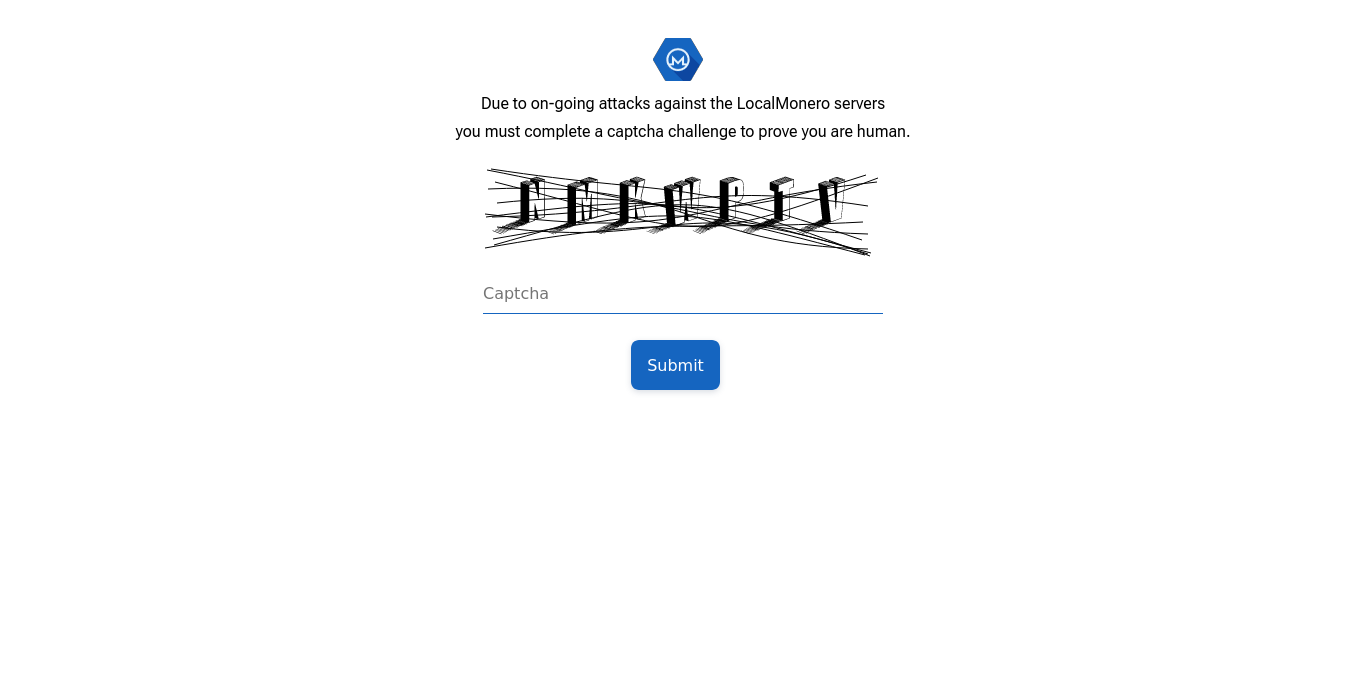 Due to on-going attacks against the LocalMonero servers
you must complete a captcha challenge to prove you are human.
Captcha
Submit